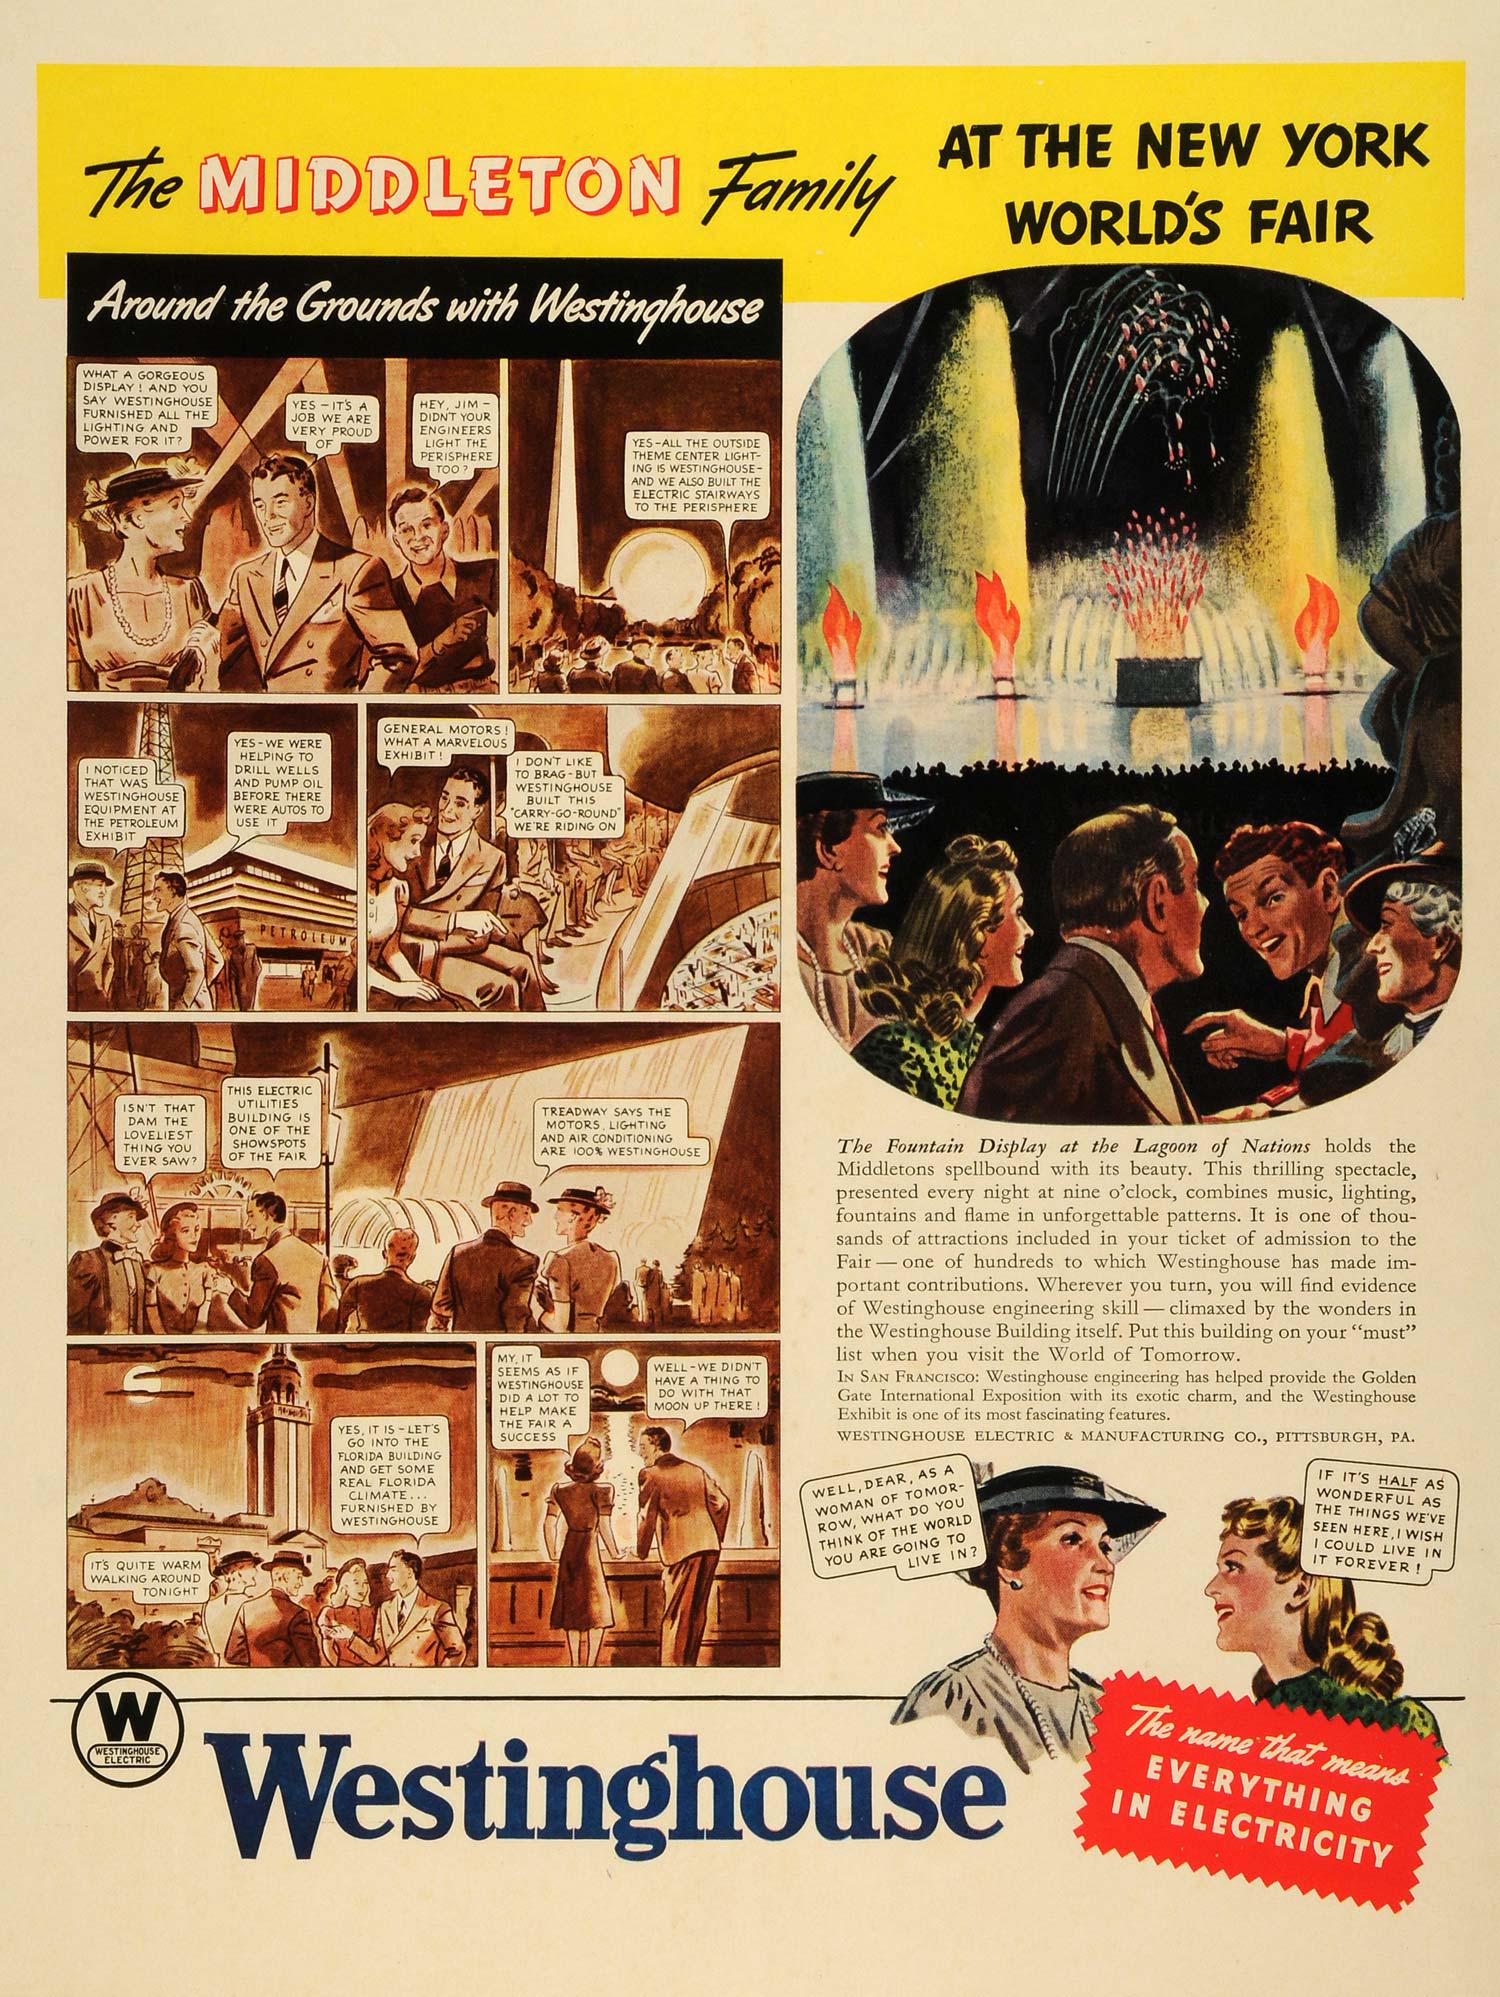 The MIDDLETON Family
AT THE NEW YORK
WORLD'S FAIR
Around the Grounds with Westinghouse
WHAT A GORGEOUS
DISPLAY! AND YOU
SAY WESTINGHOUSE
FURNISHED ALL THE
LIGHTING AND
POWER FOR IT?
YES - IT'S A
JOB WE ARE
VERY PROUD
OF
HEY, JIM -
DIDN'T YOUR
ENGINEERS
LIGHT THE
PERISPHERE
TOO?
YES - ALL THE OUTSIDE
THEME CENTER LIGHT-
ING IS WESTINGHOUSE -
AND WE ALSO BUILT THE
ELECTRIC STAIRWAYS
TO THE PERISPHERE
I NOTICED
THAT WAS
WESTINGHOUSE
EQUIPMENT AT
THE PETROLEUM
EXHIBIT
YES - WE WERE
HELPING TO
DRILL WELLS
AND PUMP OIL
BEFORE THERE
WERE AUTOS TO
USE IT
PETROLEUM
GENERAL MOTORS!
WHAT A MARVELOUS
EXHIBIT!
I DON'T LIKE
TO BRAG - BUT
WESTINGHOUSE
BUILT THIS
"CARRY-GO-ROUND"
WE'RE RIDING ON
ISN'T THAT
DAM THE
LOVELIEST
THING YOU
EVER SAW?
THIS ELECTRIC
UTILITIES
BUILDING IS
ONE OF THE
SHOWSPOTS
OF THE FAIR
TREADWAY SAYS THE
MOTORS, LIGHTING
AND AIR CONDITIONING
ARE 100% WESTINGHOUSE
IT'S QUITE WARM
WALKING AROUND
TONIGHT
YES, IT IS - LET'S
GO INTO THE
FLORIDA BUILDING
AND GET SOME
REAL FLORIDA
CLIMATE...
FURNISHED BY
WESTINGHOUSE
MY, IT
SEEMS AS IF
WESTINGHOUSE
DID A LOT TO
HELP MAKE
THE FAIR A
SUCCESS
WELL - WE DIDN'T
HAVE A THING TO
DO WITH THAT
MOON UP THERE!
The Fountain Display at the Lagoon of Nations holds the
Middletons spellbound with its beauty. This thrilling spectacle,
presented every night at nine o'clock, combines music, lighting,
fountains and flame in unforgettable patterns. It is one of thou-
sands of attractions included in your ticket of admission to the
Fair — one of hundreds to which Westinghouse has made im-
portant contributions. Wherever you turn, you will find evidence
of Westinghouse engineering skill — climaxed by the wonders in
the Westinghouse Building itself. Put this building on your "must"
list when you visit the World of Tomorrow.
IN SAN FRANCISCO: Westinghouse engineering has helped provide the Golden
Gate International Exposition with its exotic charm, and the Westinghouse
Exhibit is one of its most fascinating features.
WESTINGHOUSE ELECTRIC & MANUFACTURING CO., PITTSBURGH, PA.
WELL, DEAR, AS A
WOMAN OF TOMOR-
ROW, WHAT DO YOU
THINK OF THE WORLD
YOU ARE GOING TO
LIVE IN?
IF IT'S HALF AS
WONDERFUL AS
THE THINGS WE'VE
SEEN HERE, I WISH
I COULD LIVE IN
IT FOREVER!
W
WESTINGHOUSE
ELECTRIC
Westinghouse
The name that means
EVERYTHING
IN ELECTRICITY